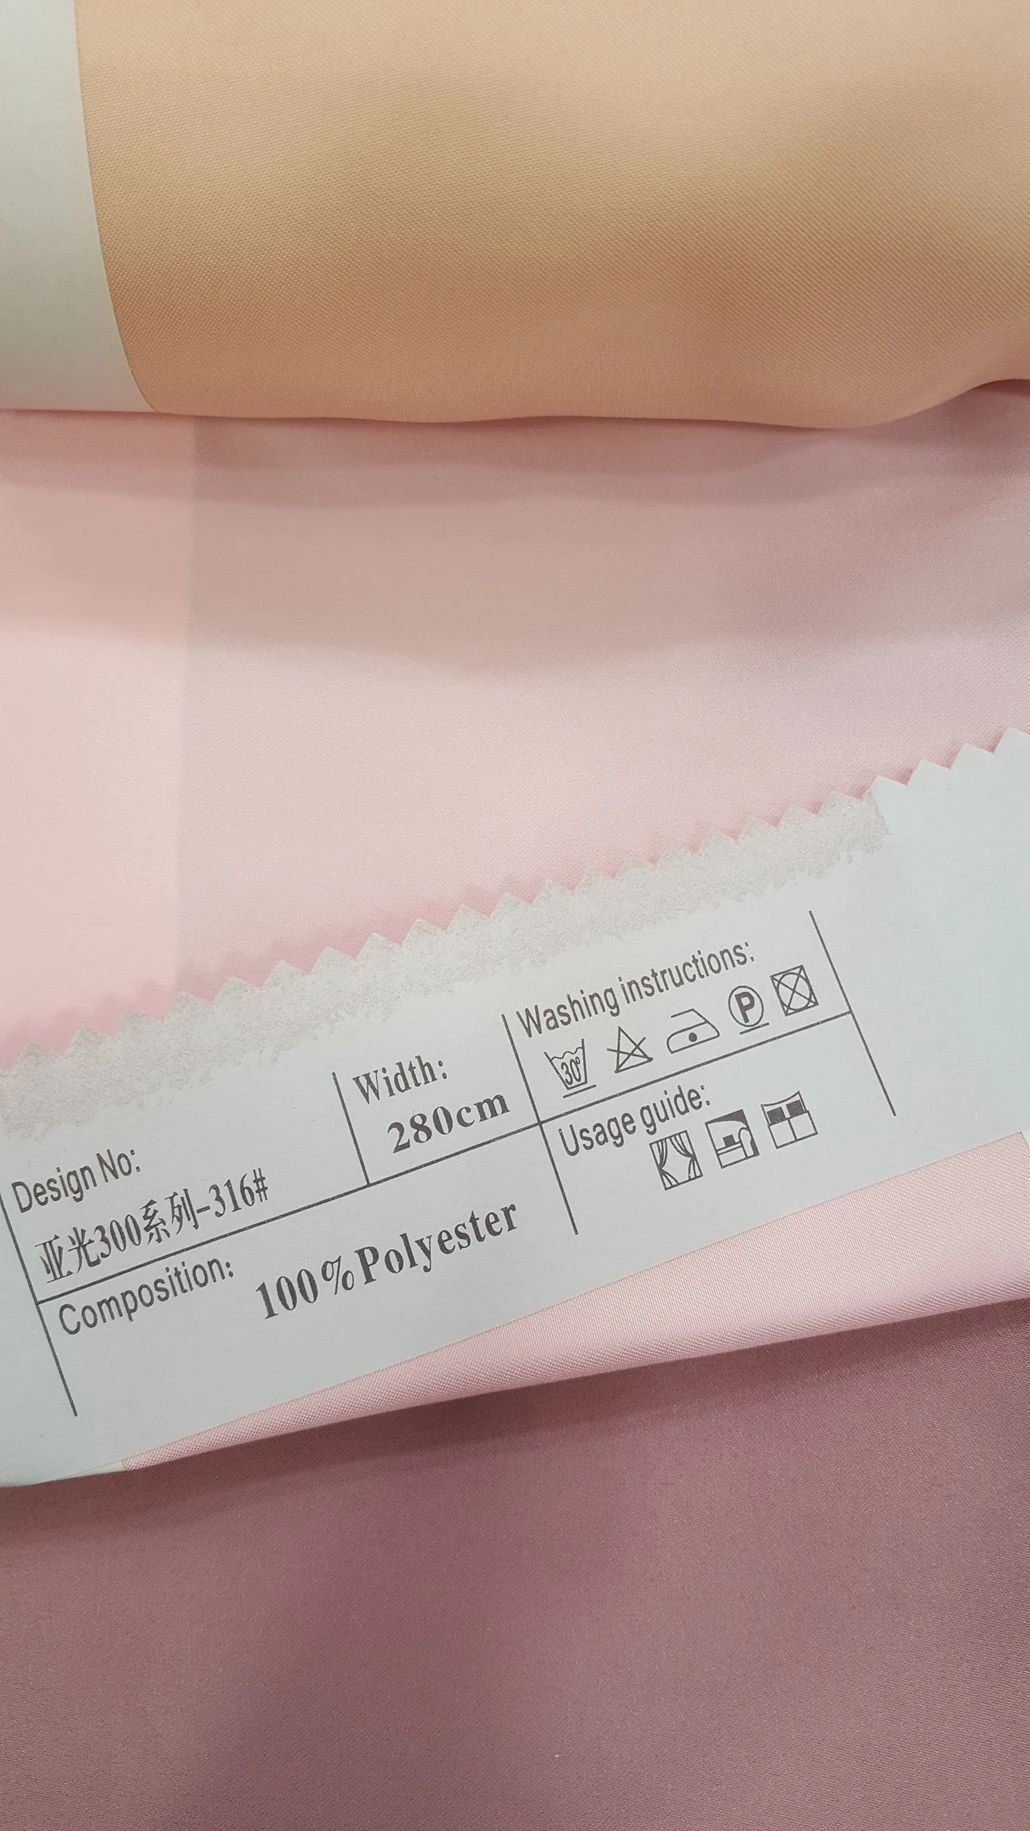 Design No:
亚光300系列-316#
Width:
280cm
Washing instructions:
30°
P
Composition:
100%Polyester
Usage guide: